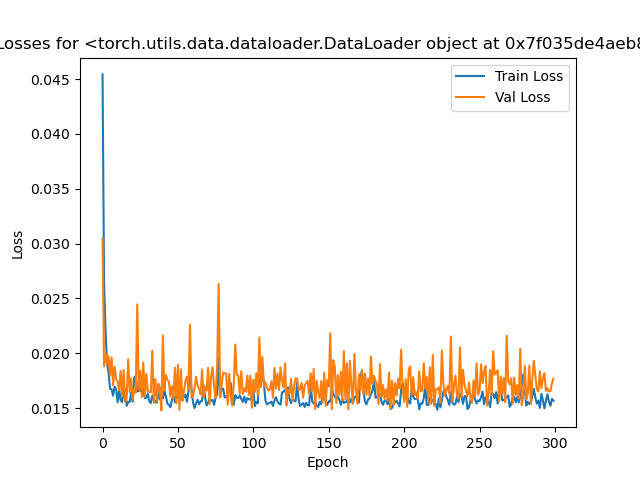 Losses for <torch.utils.data.dataloader.DataLoader object at 0x7f035de4aeb8
Train Loss
Val Loss
0.045
0.040
0.035
0.030
0.025
0.020
0.015
Loss
0
50
100
150
200
250
300
Epoch